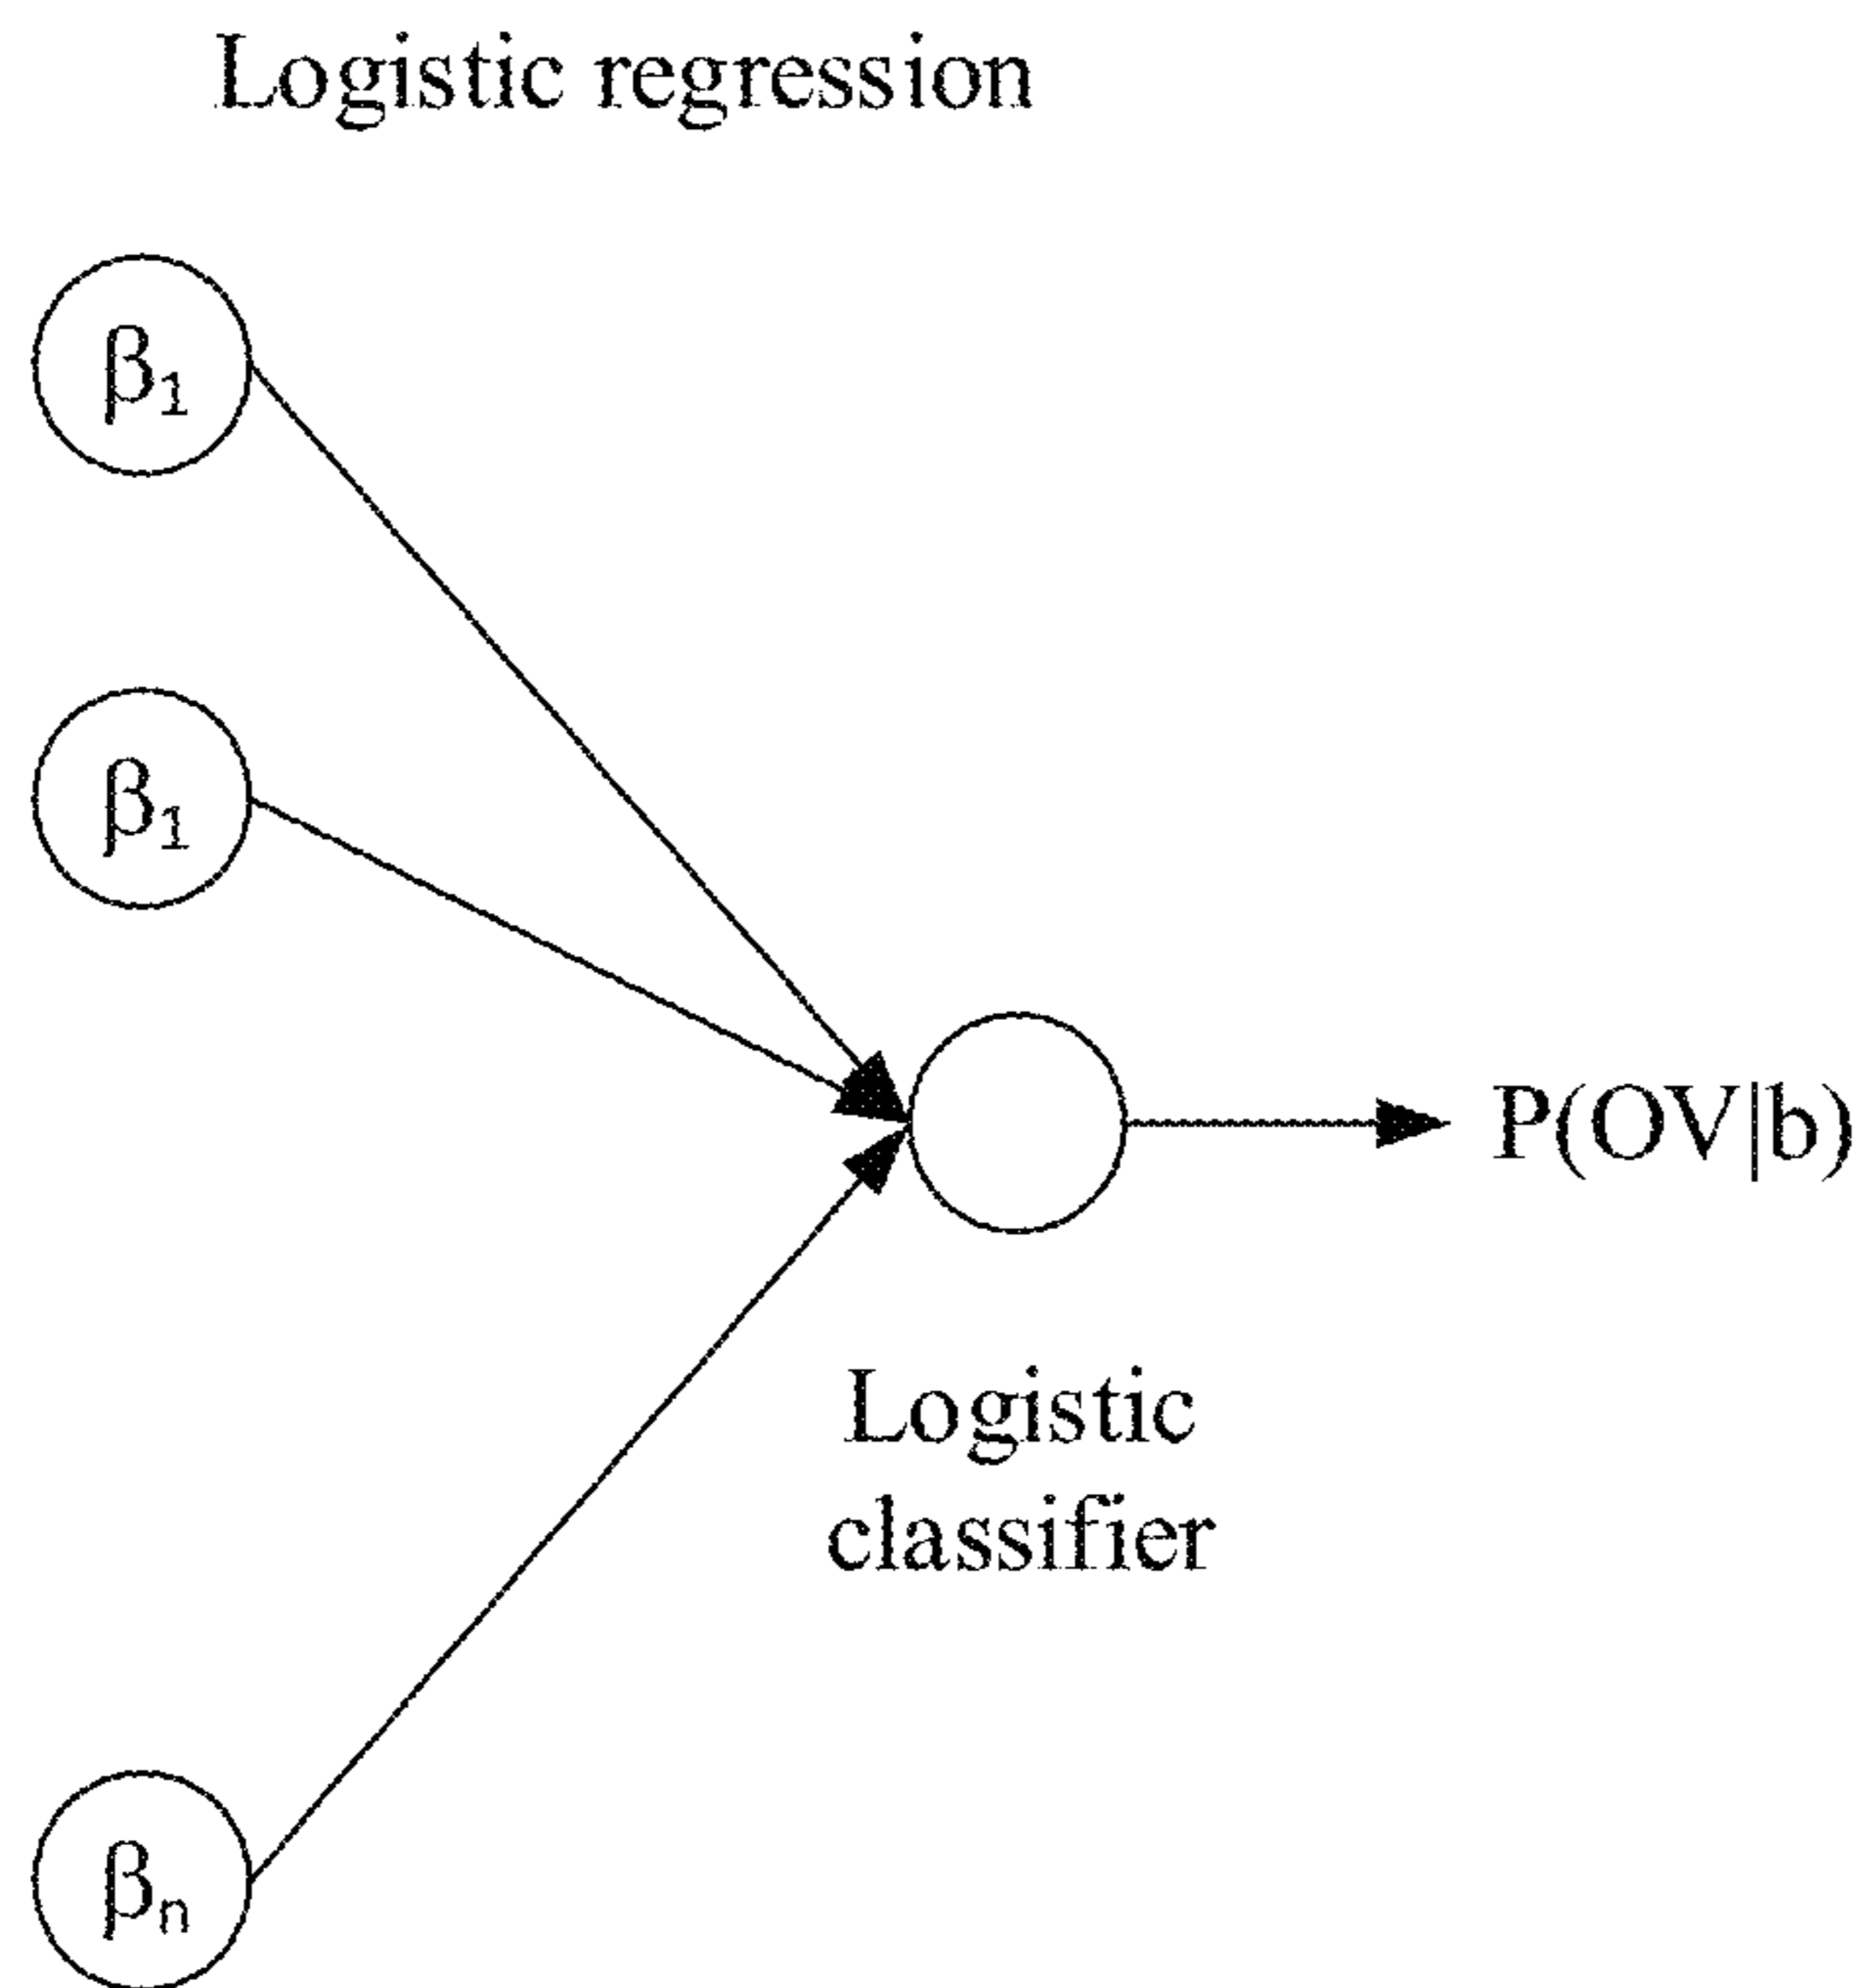 Logistic regression
β₁
β₁
P(OV|b)
Logistic
classifier
βₙ